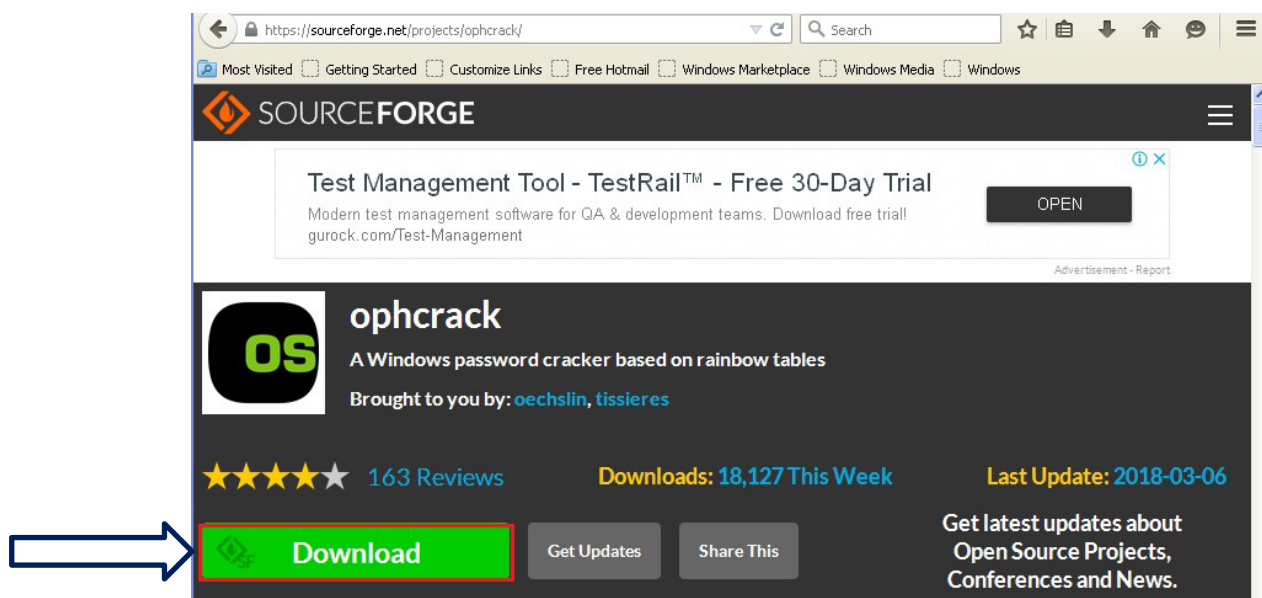 https://sourceforge.net/projects/ophcrack/
Search
Most Visited Getting Started Customize Links Free Hotmail Windows Marketplace Windows Media Windows
SOURCEFORGE
Test Management Tool - TestRail™ - Free 30-Day Trial
Modern test management software for QA & development teams. Download free trial!
gurock.com/Test-Management
OPEN
Advertisement - Report
OS
ophcrack
A Windows password cracker based on rainbow tables
Brought to you by: oechslin, tissieres
163 Reviews Downloads: 18,127 This Week Last Update: 2018-03-06
SF Download Get Updates Share This
Get latest updates about
Open Source Projects,
Conferences and News.